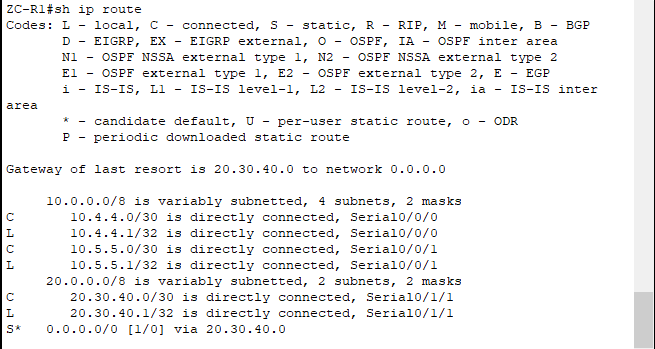 ZC-R1#sh ip route
Codes: L - local, C - connected, S - static, R - RIP, M - mobile, B - BGP
D - EIGRP, EX - EIGRP external, O - OSPF, IA - OSPF inter area
N1 - OSPF NSSA external type 1, N2 - OSPF NSSA external type 2
E1 - OSPF external type 1, E2 - OSPF external type 2, E - EGP
i - IS-IS, L1 - IS-IS level-1, L2 - IS-IS level-2, ia - IS-IS inter
area
* - candidate default, U - per-user static route, o - ODR
P - periodic downloaded static route
Gateway of last resort is 20.30.40.0 to network 0.0.0.0
10.0.0.0/8 is variably subnetted, 4 subnets, 2 masks
C 10.4.4.0/30 is directly connected, Serial0/0/0
L 10.4.4.1/32 is directly connected, Serial0/0/0
C 10.5.5.0/30 is directly connected, Serial0/0/1
L 10.5.5.1/32 is directly connected, Serial0/0/1
20.0.0.0/8 is variably subnetted, 2 subnets, 2 masks
C 20.30.40.0/30 is directly connected, Serial0/1/1
L 20.30.40.1/32 is directly connected, Serial0/1/1
S* 0.0.0.0/0 [1/0] via 20.30.40.0